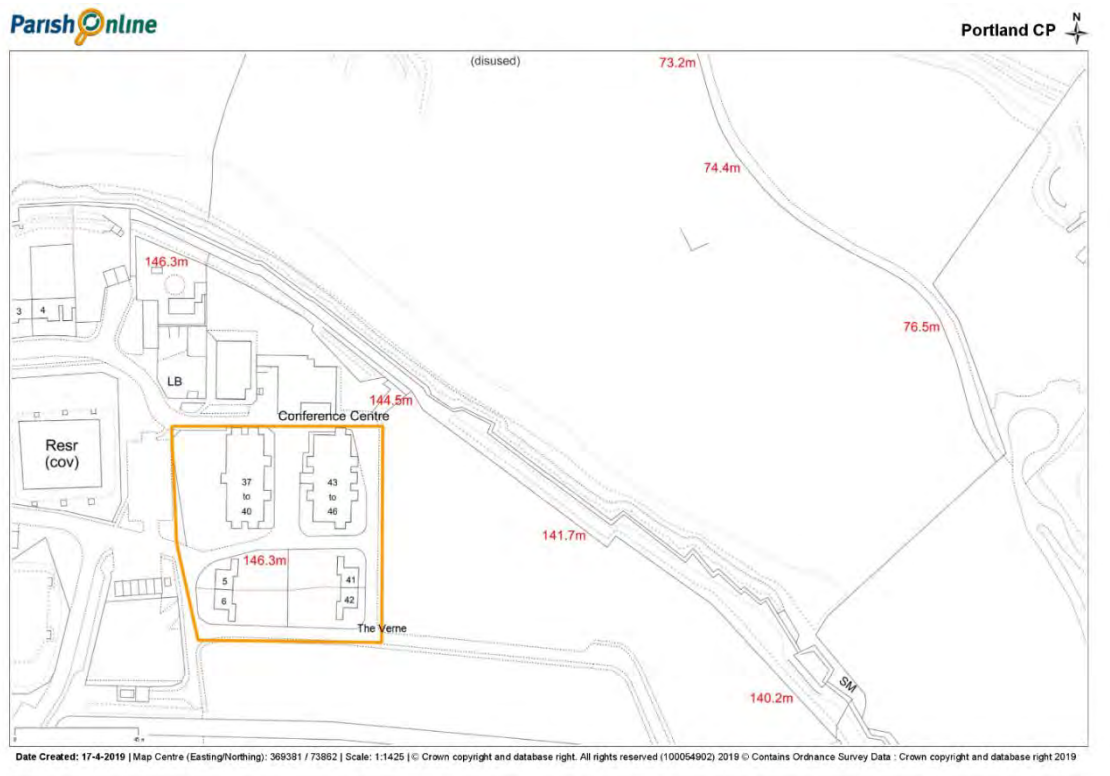 Parish Online
Portland CP
N
(disused)
73.2m
74.4m
146.3m
3
4
76.5m
LB
144.5m
Conference Centre
Resr
(cov)
37
to
40
43
to
46
141.7m
146.3m
5
6
41
42
The Verne
SM
140.2m
Date Created: 17-4-2019 | Map Centre (Easting/Northing): 369381 / 73862 | Scale: 1:1425 | © Crown copyright and database right. All rights reserved (100054902) 2019 © Contains Ordnance Survey Data : Crown copyright and database right 2019